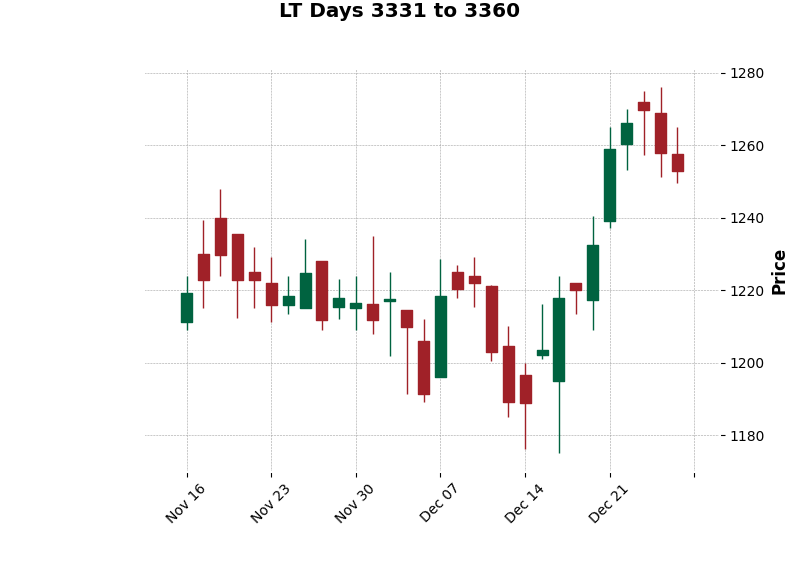 LT Days 3331 to 3360
1280
1260
1240
1220
1200
1180
Price
Nov 16
Nov 23
Nov 30
Dec 07
Dec 14
Dec 21